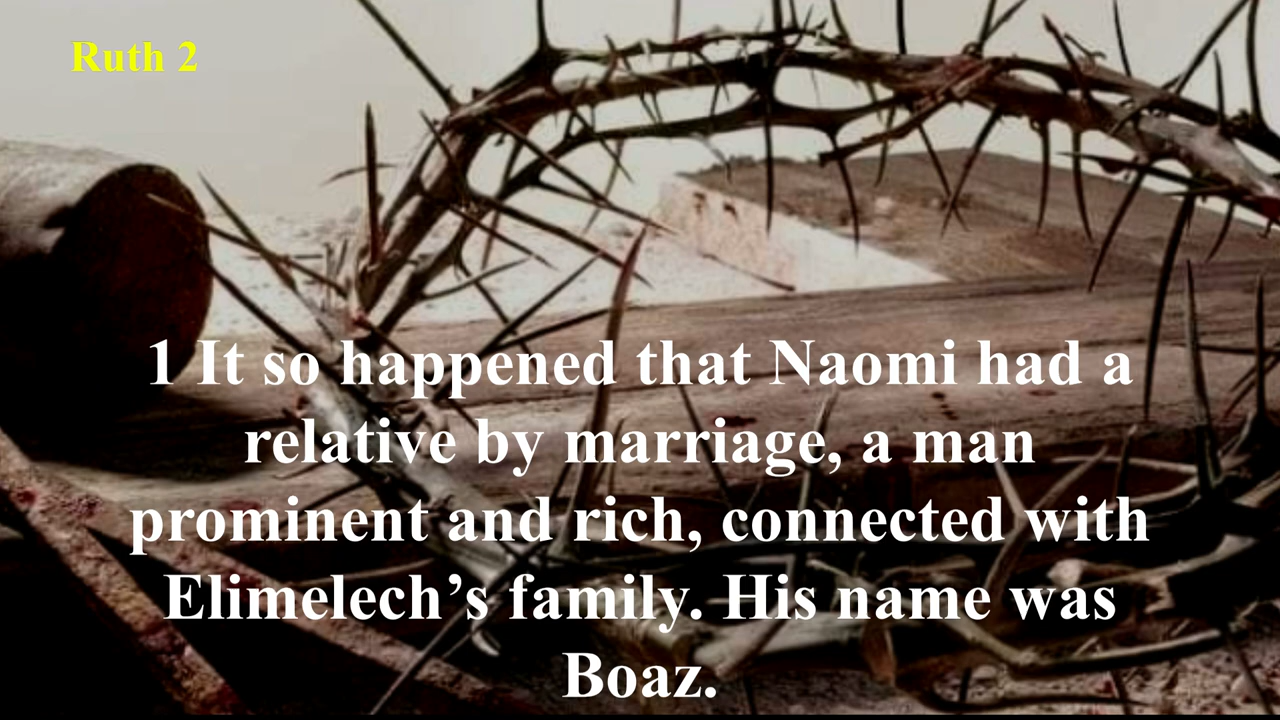 Ruth 2
1 It so happened that Naomi had a
relative by marriage, a man
prominent and rich, connected with
Elimelech’s family. His name was
Boaz.